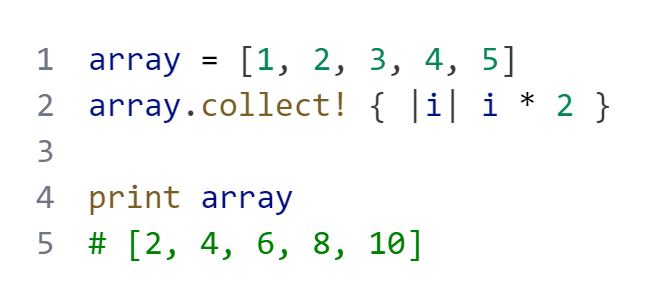 1 array = [1, 2, 3, 4, 5]
2 array.collect! { |i| i * 2 }
3
4 print array
5 # [2, 4, 6, 8, 10]